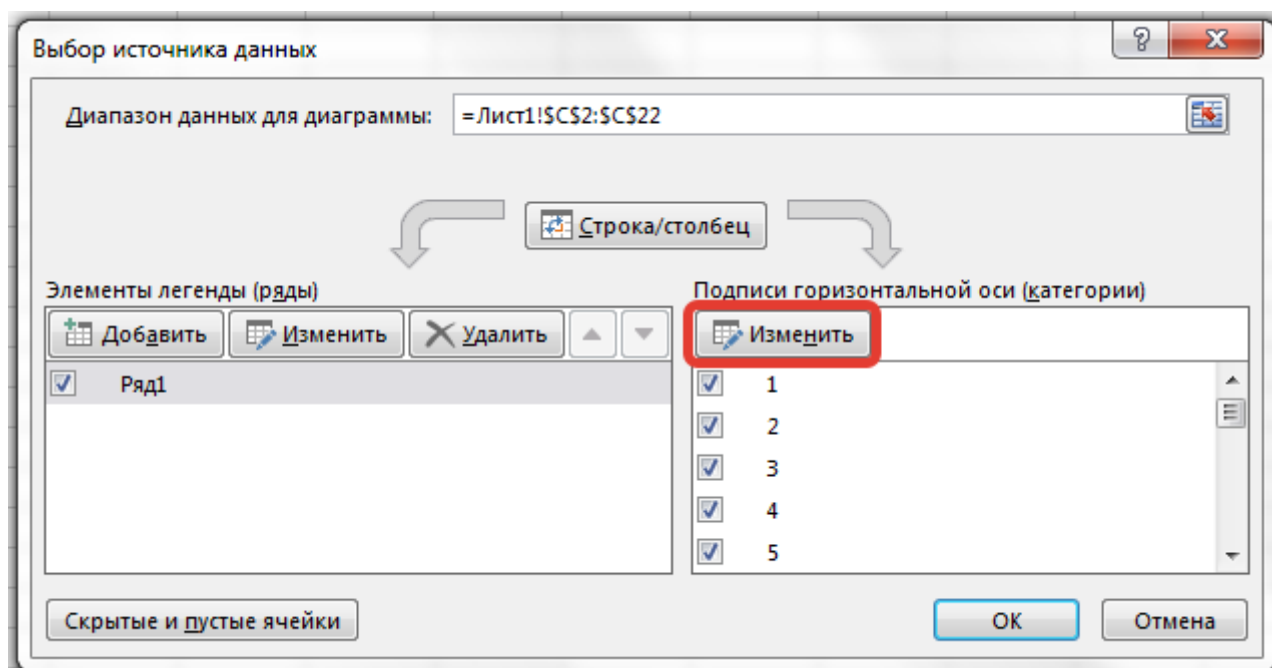 Выбор источника данных
Диапазон данных для диаграммы: =Лист1!$C$2:$C$22
Строка/столбец
Элементы легенды (ряды)
Добавить Изменить Удалить
Ряд1
Подписи горизонтальной оси (категории)
Изменить
1
2
3
4
5
Скрытые и пустые ячейки
ОК Отмена